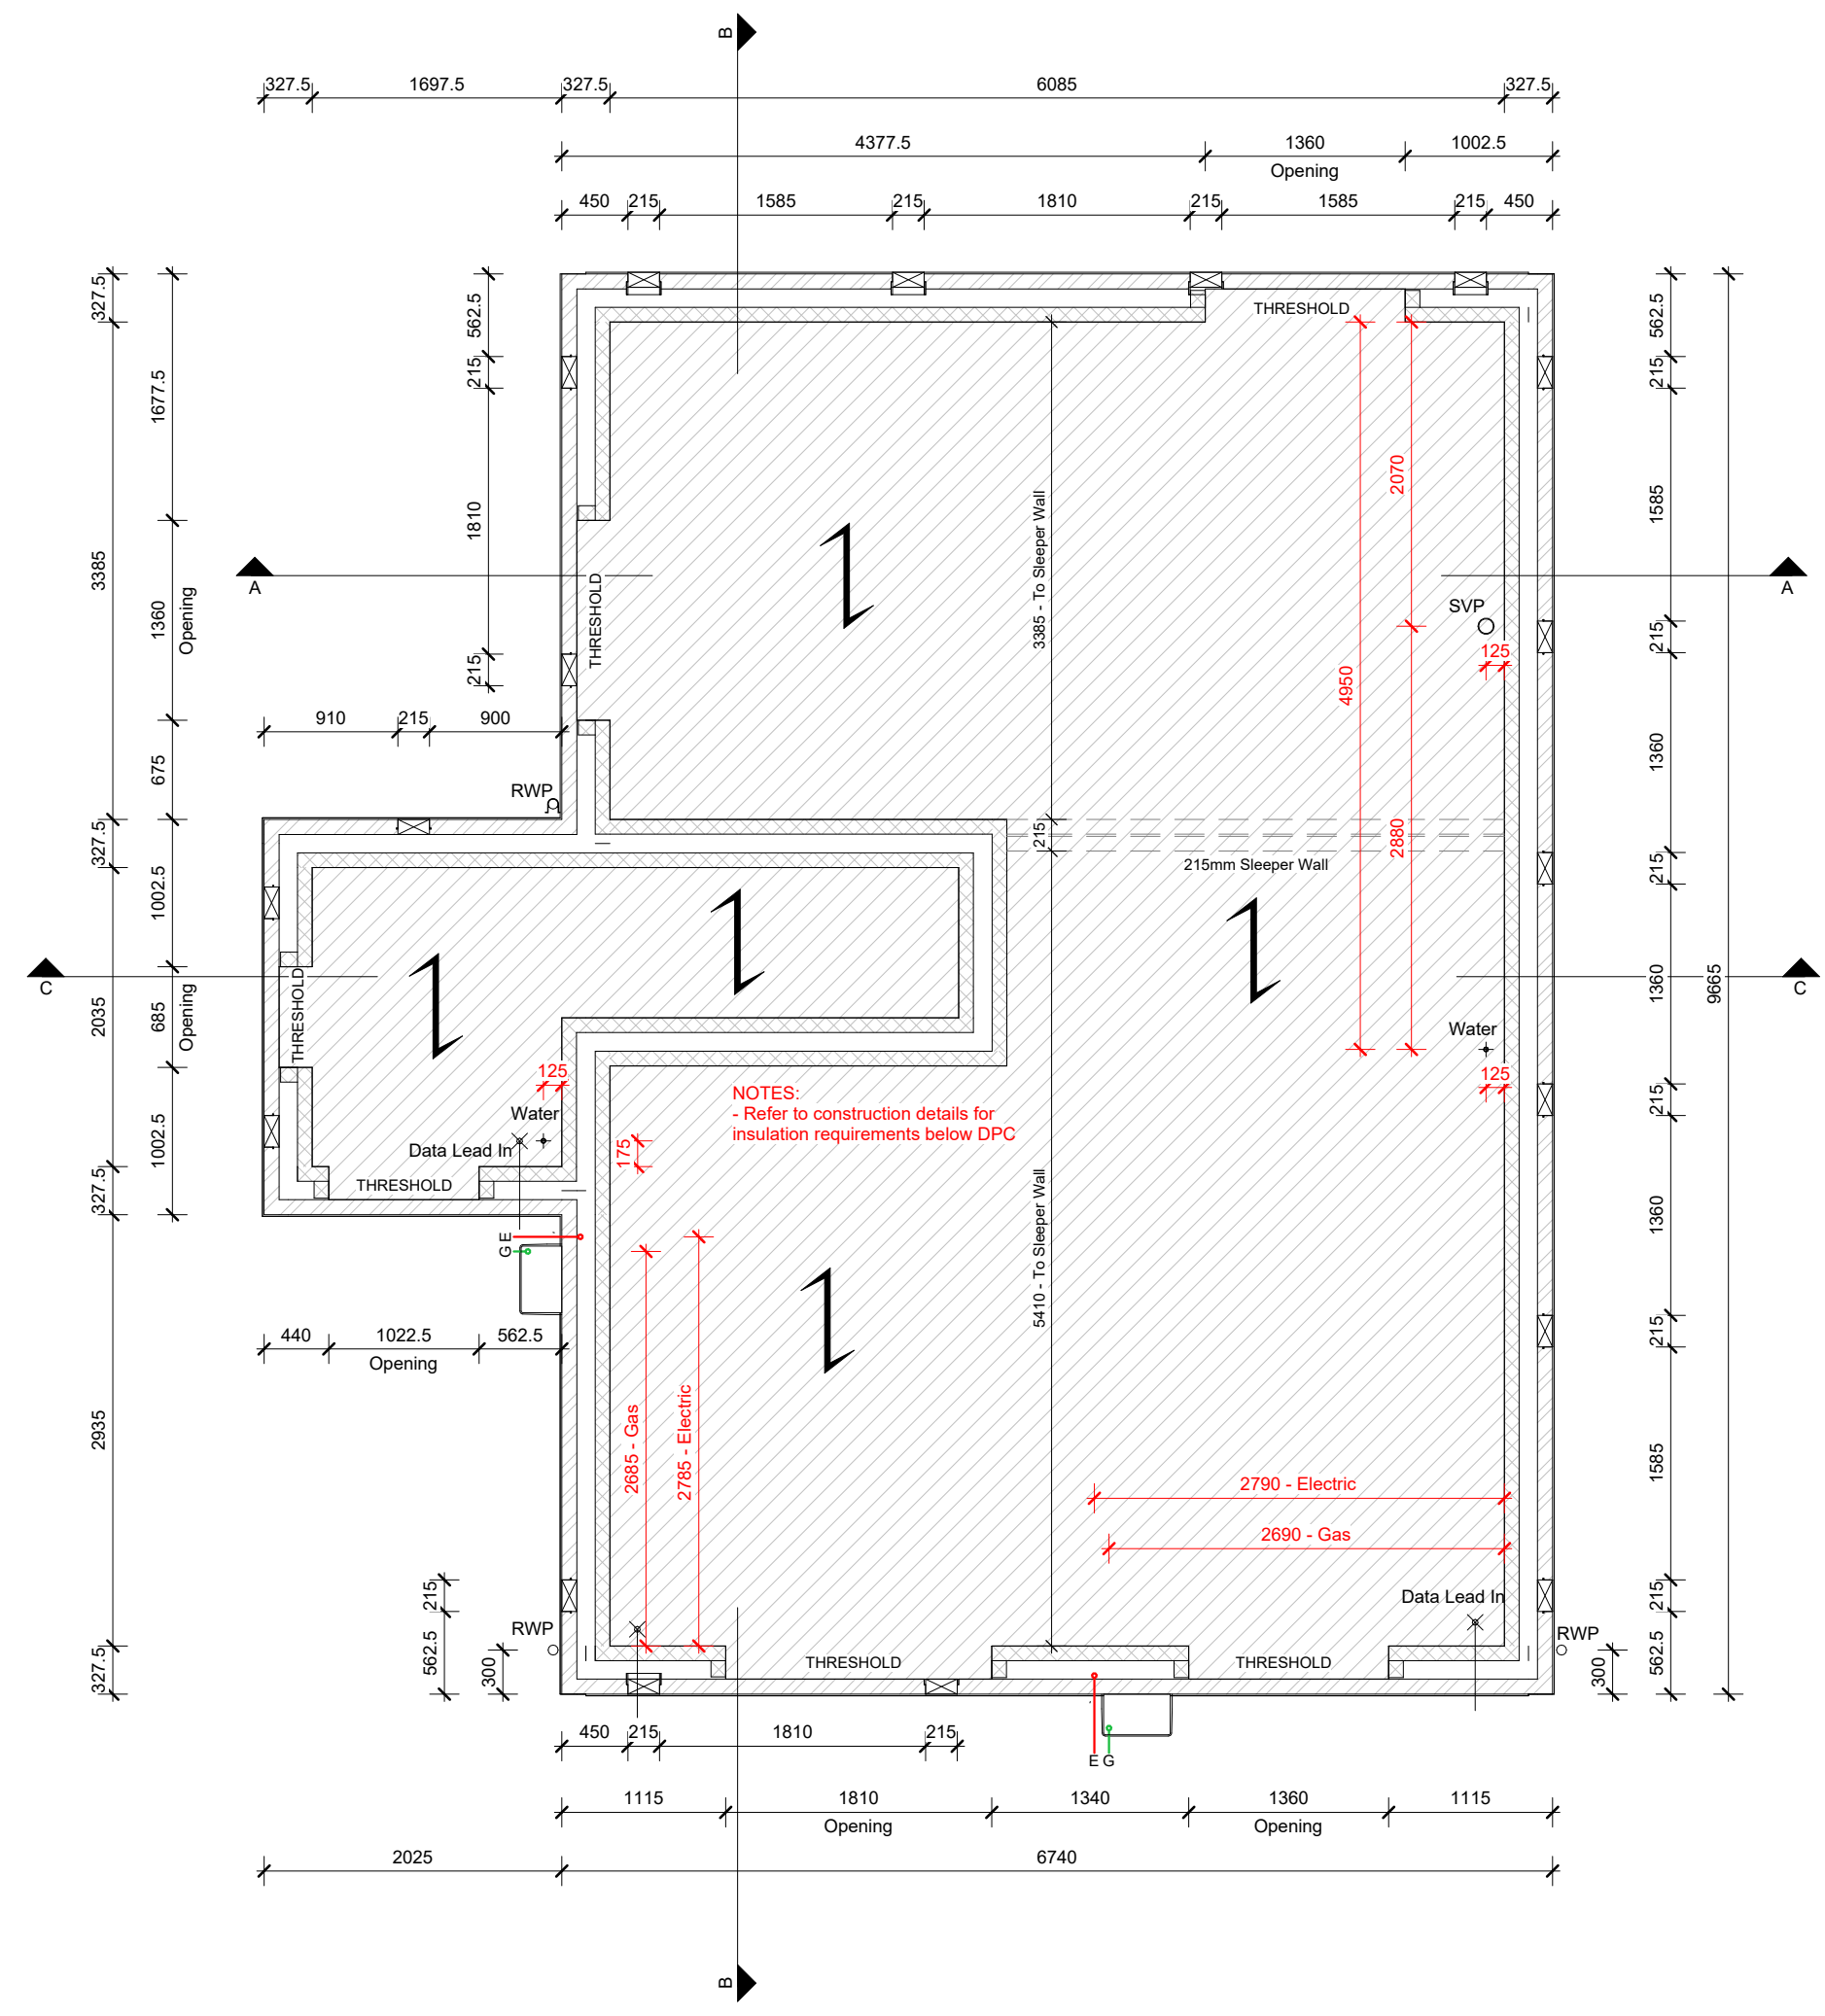 B
327.5 1697.5 327.5 6085 327.5
4377.5 1360 1002.5
Opening
450 215 1585 215 1810 215 1585 215 450
327.5
3385
327.5
2035
327.5
2935
327.5
1677.5
1360
Opening
675
1002.5
685
Opening
1002.5
562.5
215
1810
215
910 215 900
THRESHOLD
THRESHOLD
3385 - To Sleeper Wall
2070
4950
2880
SVP
125
A
A
RWP
215
215mm Sleeper Wall
C
C
THRESHOLD
Water
125
125
Water
Data Lead In
THRESHOLD
NOTES:
- Refer to construction details for
insulation requirements below DPC
175
E
G
5410 - To Sleeper Wall
440 1022.5 562.5
Opening
2685 - Gas
2785 - Electric
2790 - Electric
2690 - Gas
Data Lead In
215
562.5
300
RWP
THRESHOLD
THRESHOLD
RWP
300
562.5
215
1585
215
1360
215
1360
215
1360
215
1585
215
562.5
9665
450 215 1810 215
E G
1115 1810 1340 1360 1115
Opening Opening
2025 6740
B